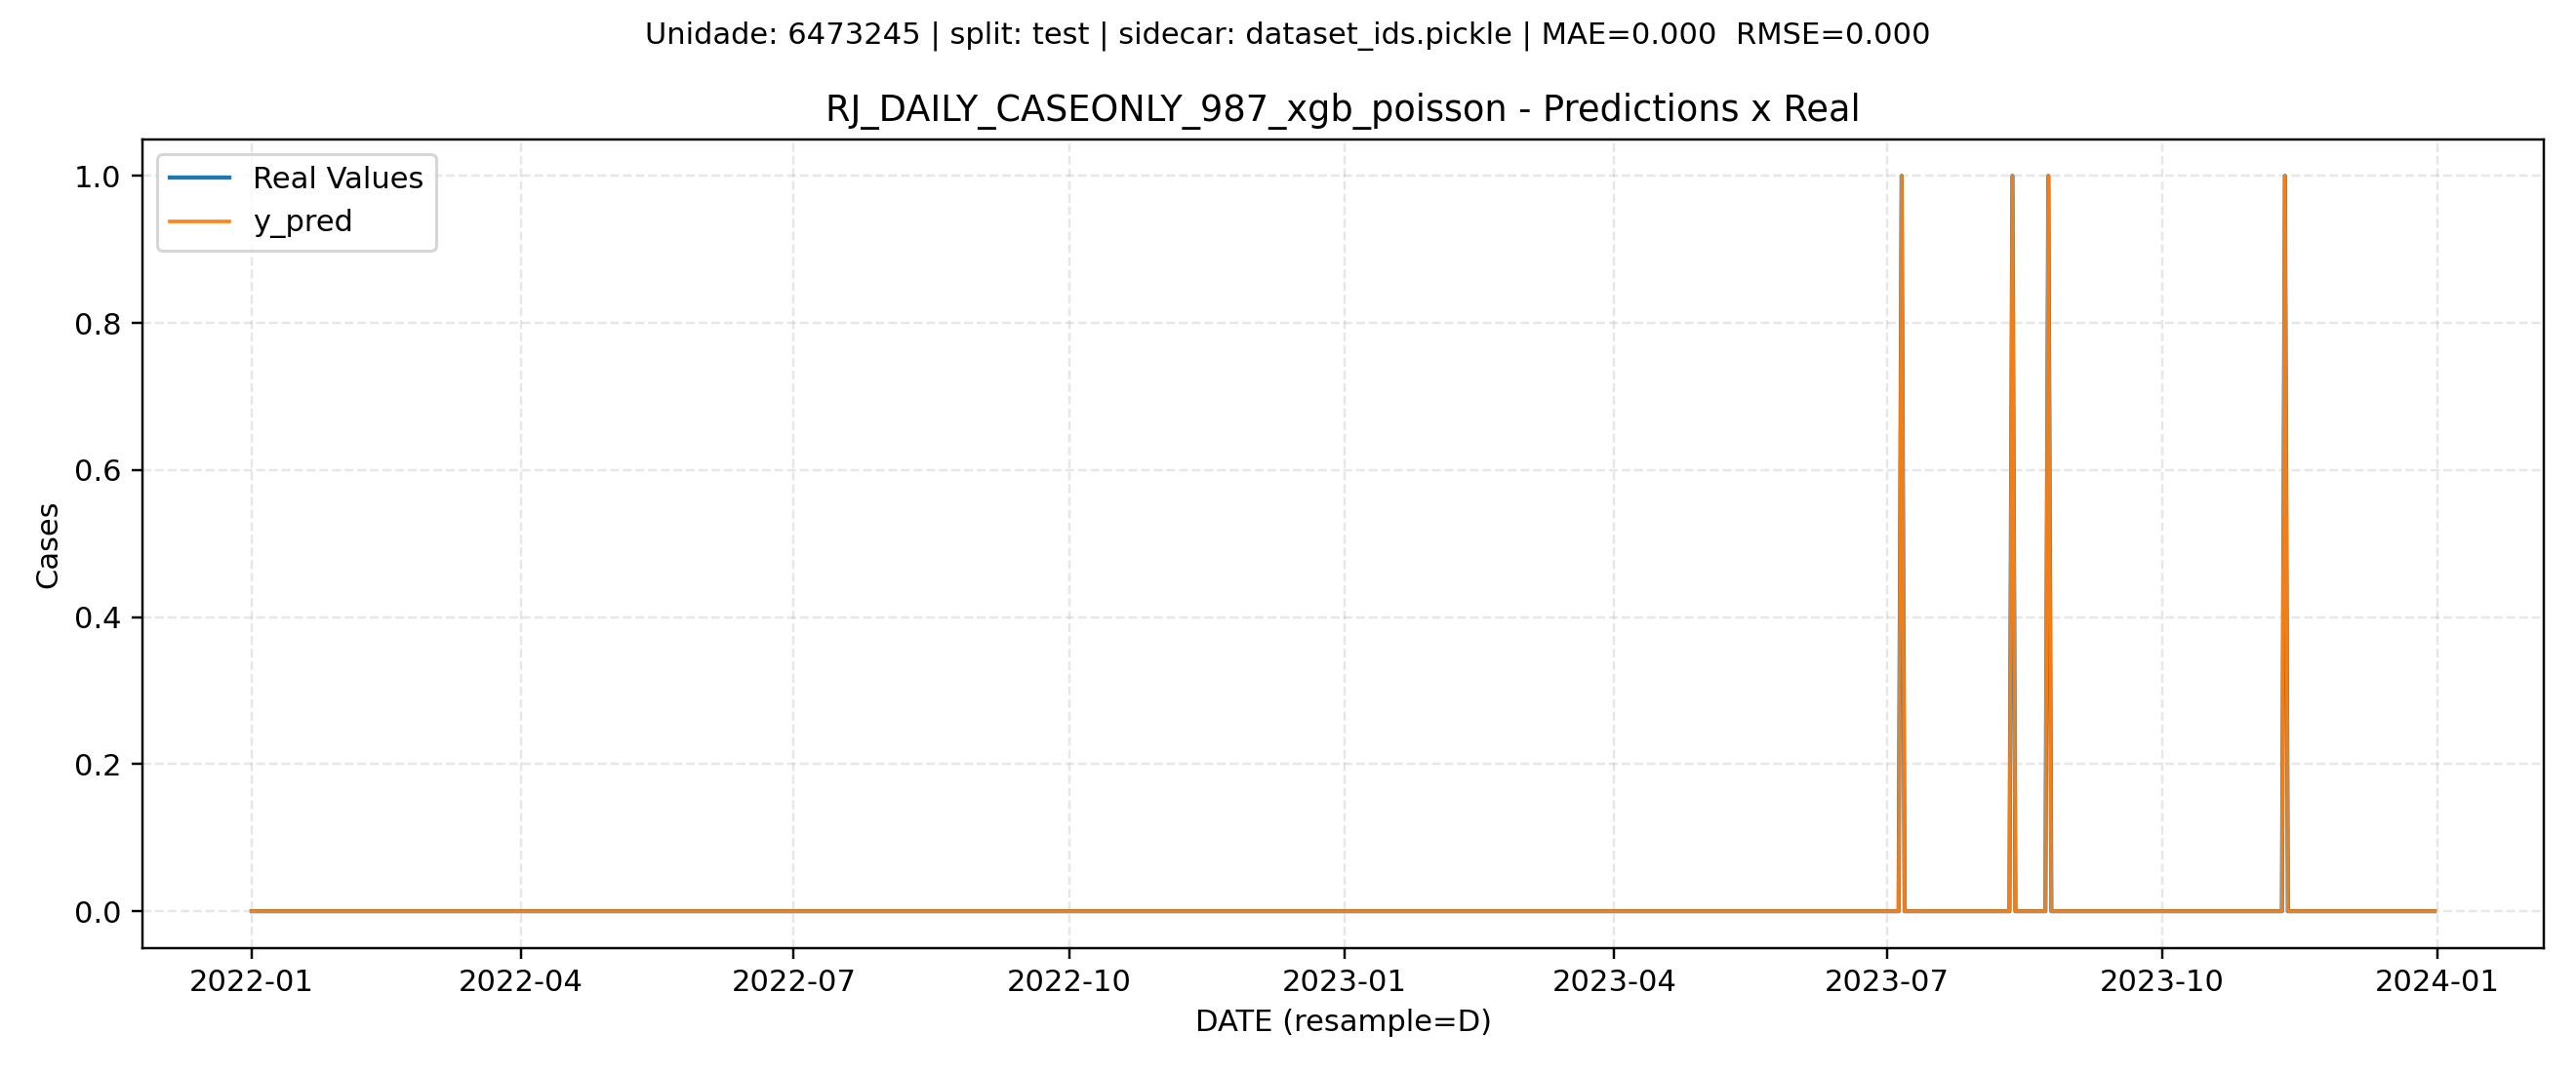 Unidade: 6473245 | split: test | sidecar: dataset_ids.pickle | MAE=0.000  RMSE=0.000
RJ_DAILY_CASEONLY_987_xgb_poisson - Predictions x Real
Real Values
y_pred
1.0
0.8
0.6
0.4
0.2
0.0
Cases
2022-01 2022-04 2022-07 2022-10 2023-01 2023-04 2023-07 2023-10 2024-01
DATE (resample=D)